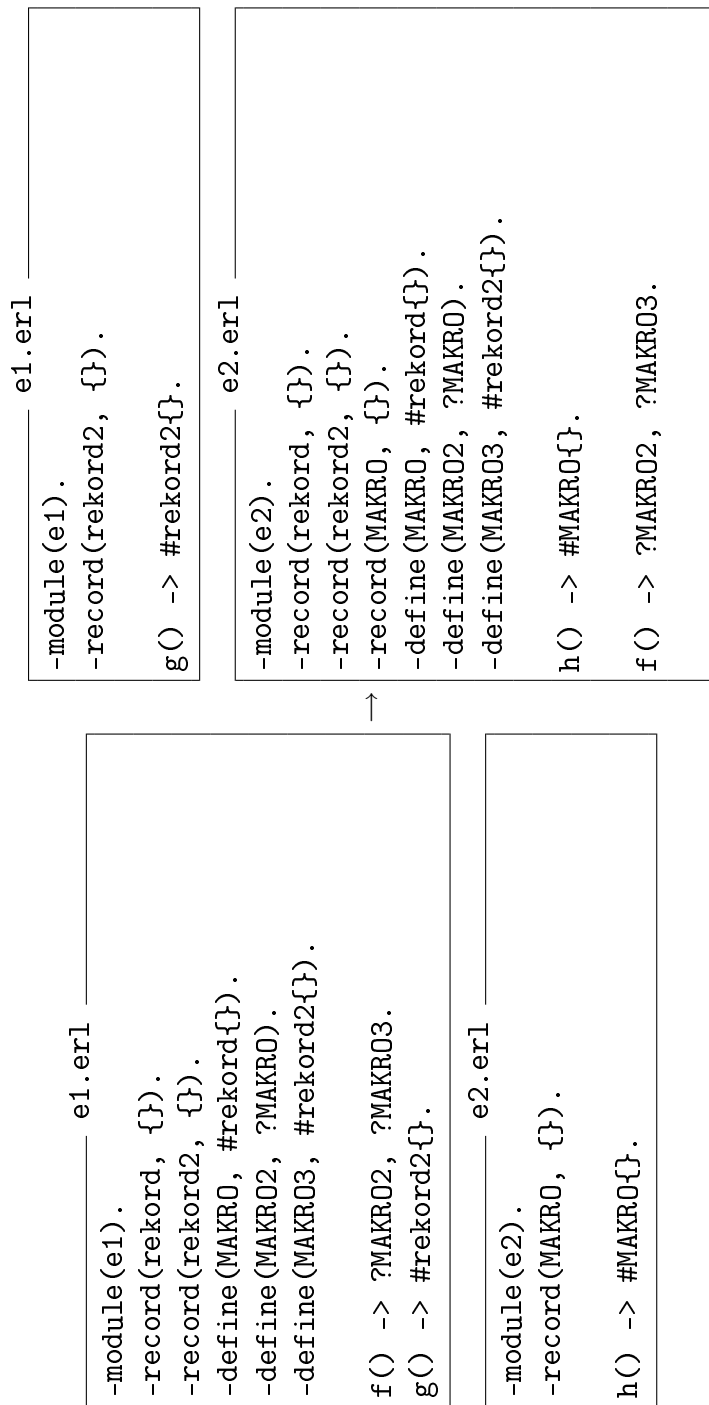 e1.erl
-module(e1).
-record(rekord, {}).
-record(rekord2, {}).
-define(MAKRO, #rekord{}).
-define(MAKRO2, ?MAKRO).
-define(MAKRO3, #rekord2{}).
f() -> ?MAKRO2, ?MAKRO3.
g() -> #rekord2{}.
e2.erl
-module(e2).
-record(MAKRO, {}).
h() -> #MAKRO{}.
→
e1.erl
-module(e1).
-record(rekord2, {}).
g() -> #rekord2{}.
e2.erl
-module(e2).
-record(rekord, {}).
-record(rekord2, {}).
-record(MAKRO, {}).
-define(MAKRO, #rekord{}).
-define(MAKRO2, ?MAKRO).
-define(MAKRO3, #rekord2{}).
h() -> #MAKRO{}.
f() -> ?MAKRO2, ?MAKRO3.